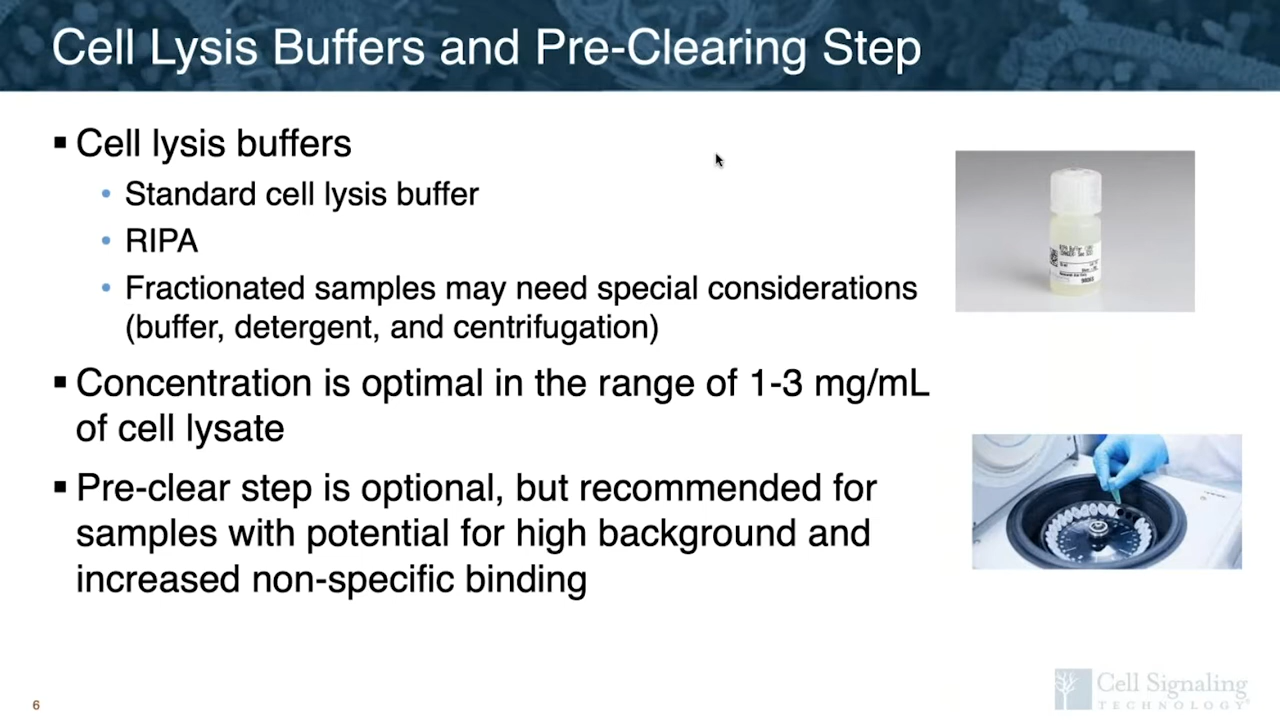 Cell Lysis Buffers and Pre-Clearing Step
▪ Cell lysis buffers
• Standard cell lysis buffer
• RIPA
• Fractionated samples may need special considerations
(buffer, detergent, and centrifugation)
▪ Concentration is optimal in the range of 1-3 mg/mL
of cell lysate
▪ Pre-clear step is optional, but recommended for
samples with potential for high background and
increased non-specific binding
6
Cell Signaling
TECHNOLOGY®